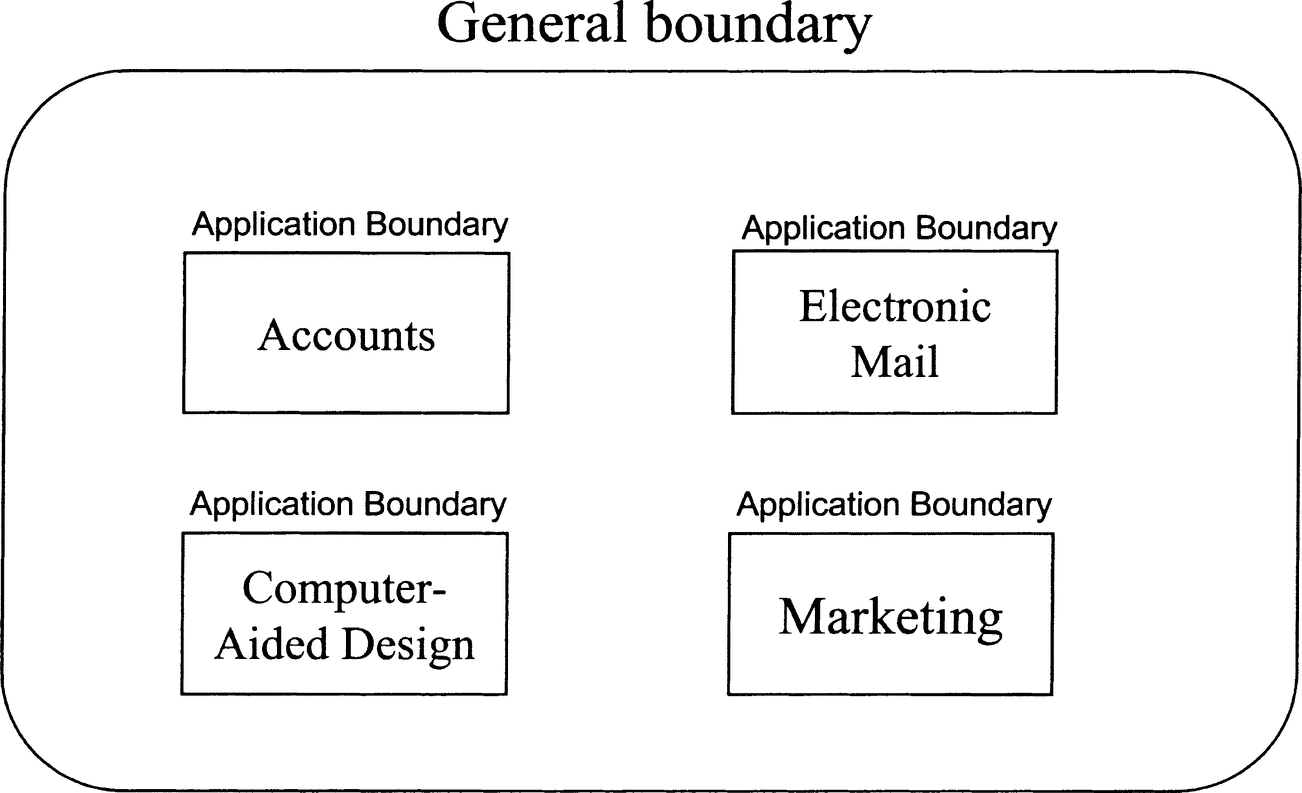 General boundary
Application Boundary
Accounts
Application Boundary
Electronic
Mail
Application Boundary
Computer-
Aided Design
Application Boundary
Marketing